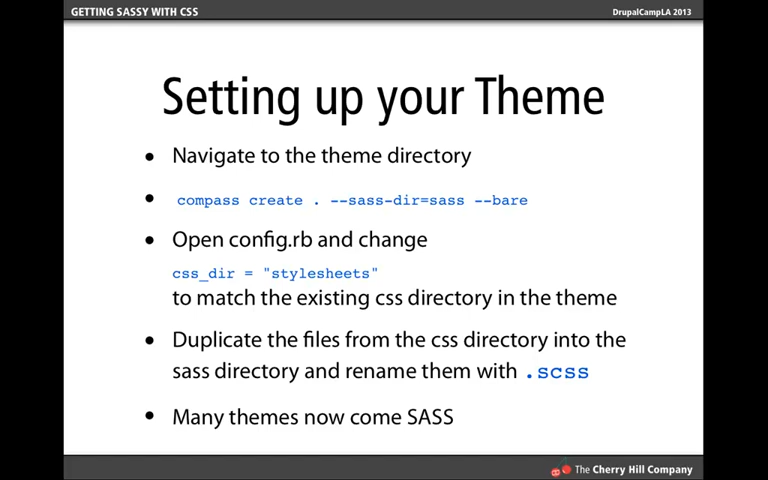 GETTING SASSY WITH CSS
DrupalCampLA 2013
Setting up your Theme
• Navigate to the theme directory
• compass create . --sass-dir=sass --bare
• Open config.rb and change
css_dir = "stylesheets"
to match the existing css directory in the theme
• Duplicate the files from the css directory into the
sass directory and rename them with .scss
• Many themes now come SASS
The Cherry Hill Company